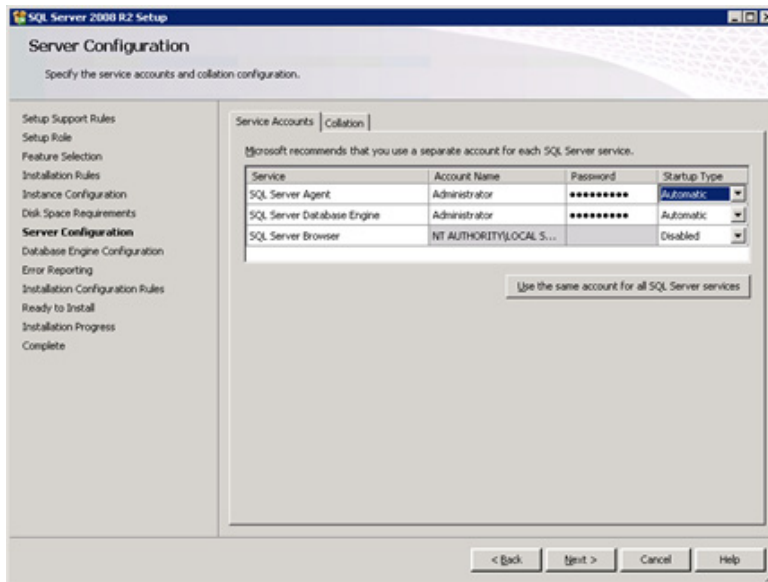 SQL Server 2008 R2 Setup
Server Configuration
Specify the service accounts and collation configuration.
Setup Support Rules
Setup Role
Feature Selection
Installation Rules
Instance Configuration
Disk Space Requirements
Server Configuration
Database Engine Configuration
Error Reporting
Installation Configuration Rules
Ready to Install
Installation Progress
Complete
Service Accounts Collation
Microsoft recommends that you use a separate account for each SQL Server service.
Service Account Name Password Startup Type
SQL Server Agent Administrator ●●●●●●●●● Automatic
SQL Server Database Engine Administrator ●●●●●●●●● Automatic
SQL Server Browser NT AUTHORITY\LOCAL S... Disabled
Use the same account for all SQL Server services
< Back Next > Cancel Help